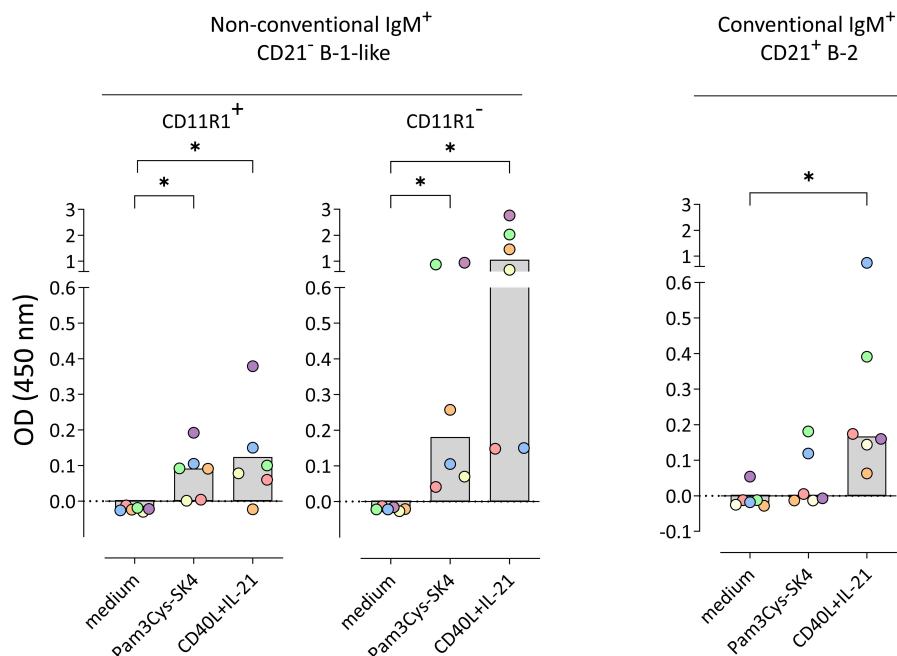 Non-conventional IgM⁺
CD21⁻ B-1-like
Conventional IgM⁺
CD21⁺ B-2
CD11R1⁺
CD11R1⁻
*
*
*
*
*
OD (450 nm)
3
2
1
0.6
0.5
0.4
0.3
0.2
0.1
0.0
medium
Pam3Cys-SK4
CD40L+IL-21
3
2
1
0.6
0.5
0.4
0.3
0.2
0.1
0.0
medium
Pam3Cys-SK4
CD40L+IL-21
3
2
1
0.6
0.5
0.4
0.3
0.2
0.1
0.0
-0.1
medium
Pam3Cys-SK4
CD40L+IL-21